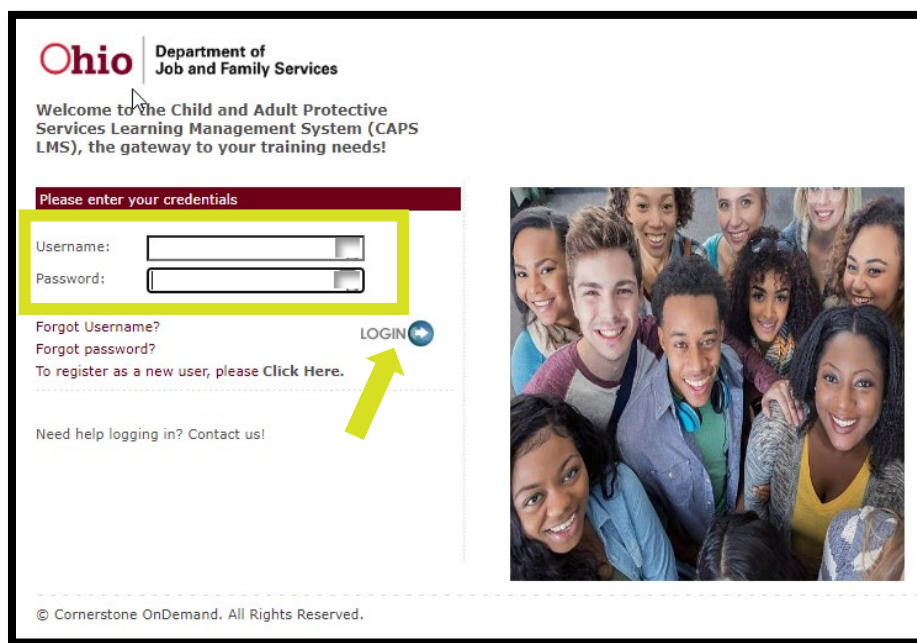 Ohio
Department of
Job and Family Services
Welcome to the Child and Adult Protective
Services Learning Management System (CAPS
LMS), the gateway to your training needs!
Please enter your credentials
Username:
Password:
Forgot Username?
LOGIN
Forgot password?
To register as a new user, please Click Here.
Need help logging in? Contact us!
© Cornerstone OnDemand. All Rights Reserved.